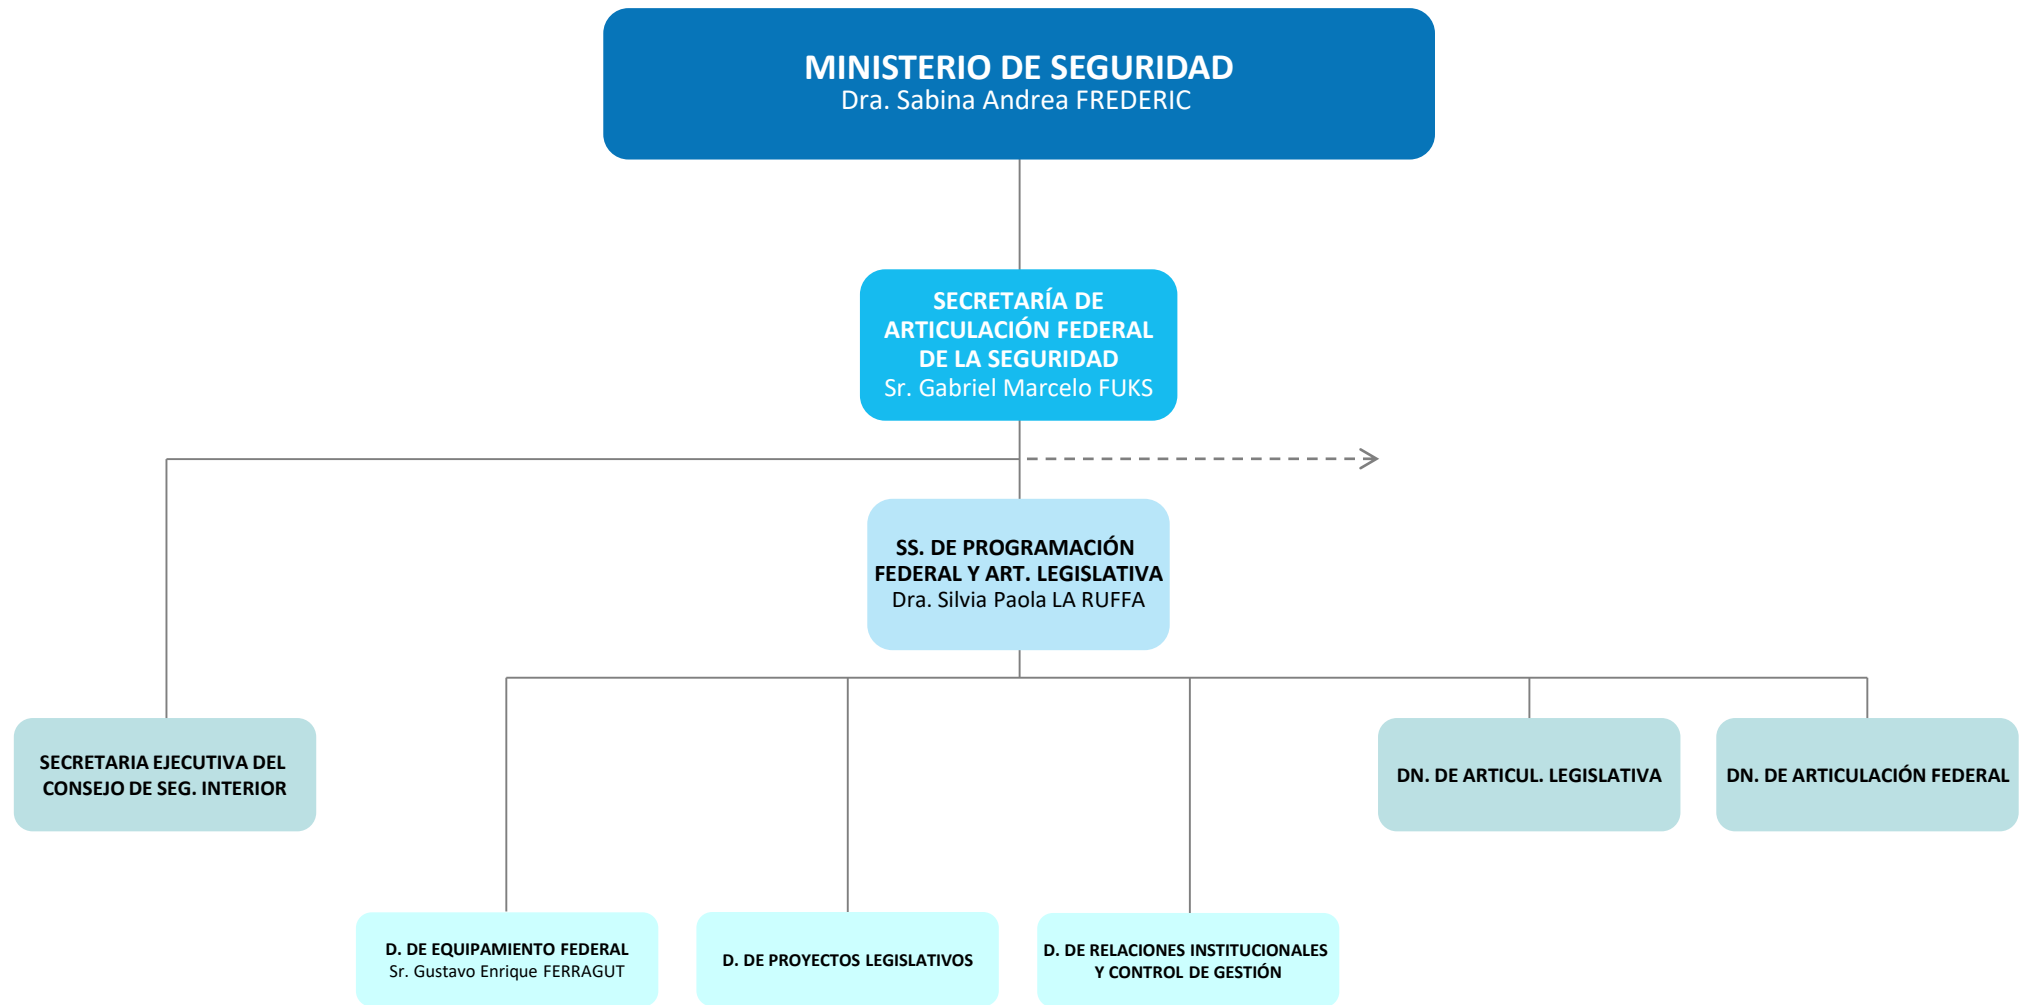 MINISTERIO DE SEGURIDAD
Dra. Sabina Andrea FREDERIC
SECRETARÍA DE
ARTICULACIÓN FEDERAL
DE LA SEGURIDAD
Sr. Gabriel Marcelo FUKS
SS. DE PROGRAMACIÓN
FEDERAL Y ART. LEGISLATIVA
Dra. Silvia Paola LA RUFFA
SECRETARIA EJECUTIVA DEL
CONSEJO DE SEG. INTERIOR
DN. DE ARTICUL. LEGISLATIVA
DN. DE ARTICULACIÓN FEDERAL
D. DE EQUIPAMIENTO FEDERAL
Sr. Gustavo Enrique FERRAGUT
D. DE PROYECTOS LEGISLATIVOS
D. DE RELACIONES INSTITUCIONALES
Y CONTROL DE GESTIÓN